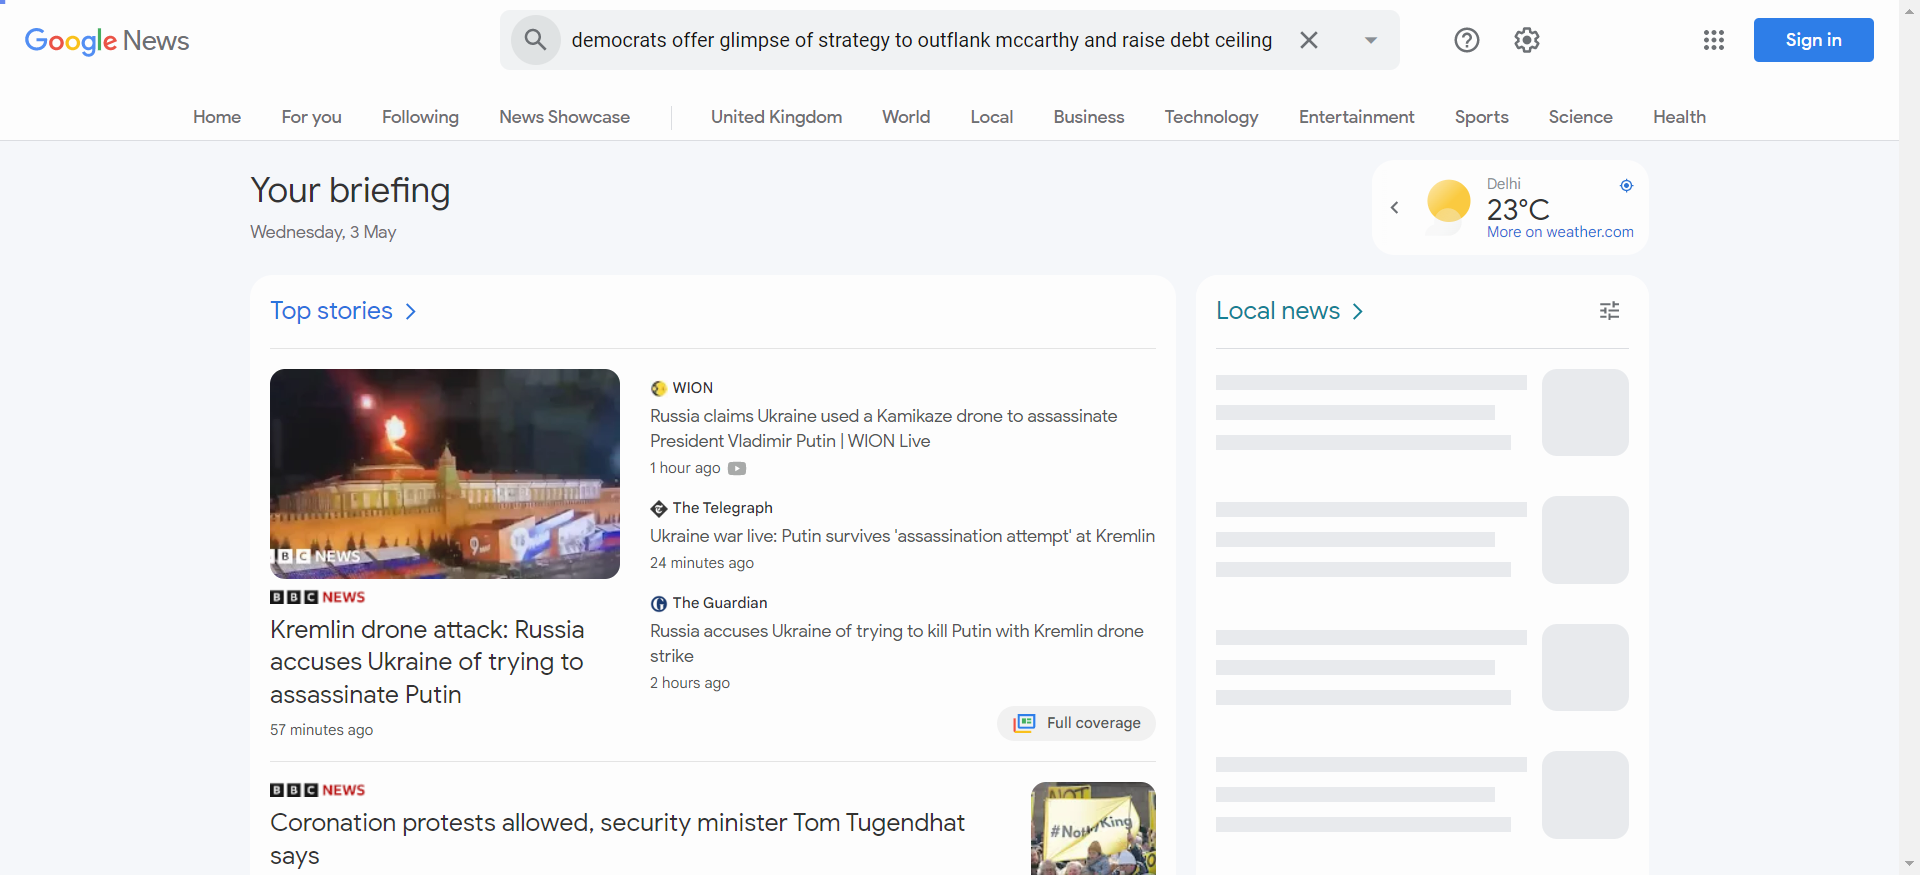 Google News
democrats offer glimpse of strategy to outflank mccarthy and raise debt ceiling
Sign in
Home
For you
Following
News Showcase
United Kingdom
World
Local
Business
Technology
Entertainment
Sports
Science
Health
Your briefing
Wednesday, 3 May
Delhi
23°C
More on weather.com
Top stories
BBC NEWS
BBC NEWS
Kremlin drone attack: Russia
accuses Ukraine of trying to
assassinate Putin
57 minutes ago
WION
Russia claims Ukraine used a Kamikaze drone to assassinate
President Vladimir Putin | WION Live
1 hour ago
The Telegraph
Ukraine war live: Putin survives 'assassination attempt' at Kremlin
24 minutes ago
The Guardian
Russia accuses Ukraine of trying to kill Putin with Kremlin drone
strike
2 hours ago
Full coverage
BBC NEWS
Coronation protests allowed, security minister Tom Tugendhat
says
NOT
King
Local news